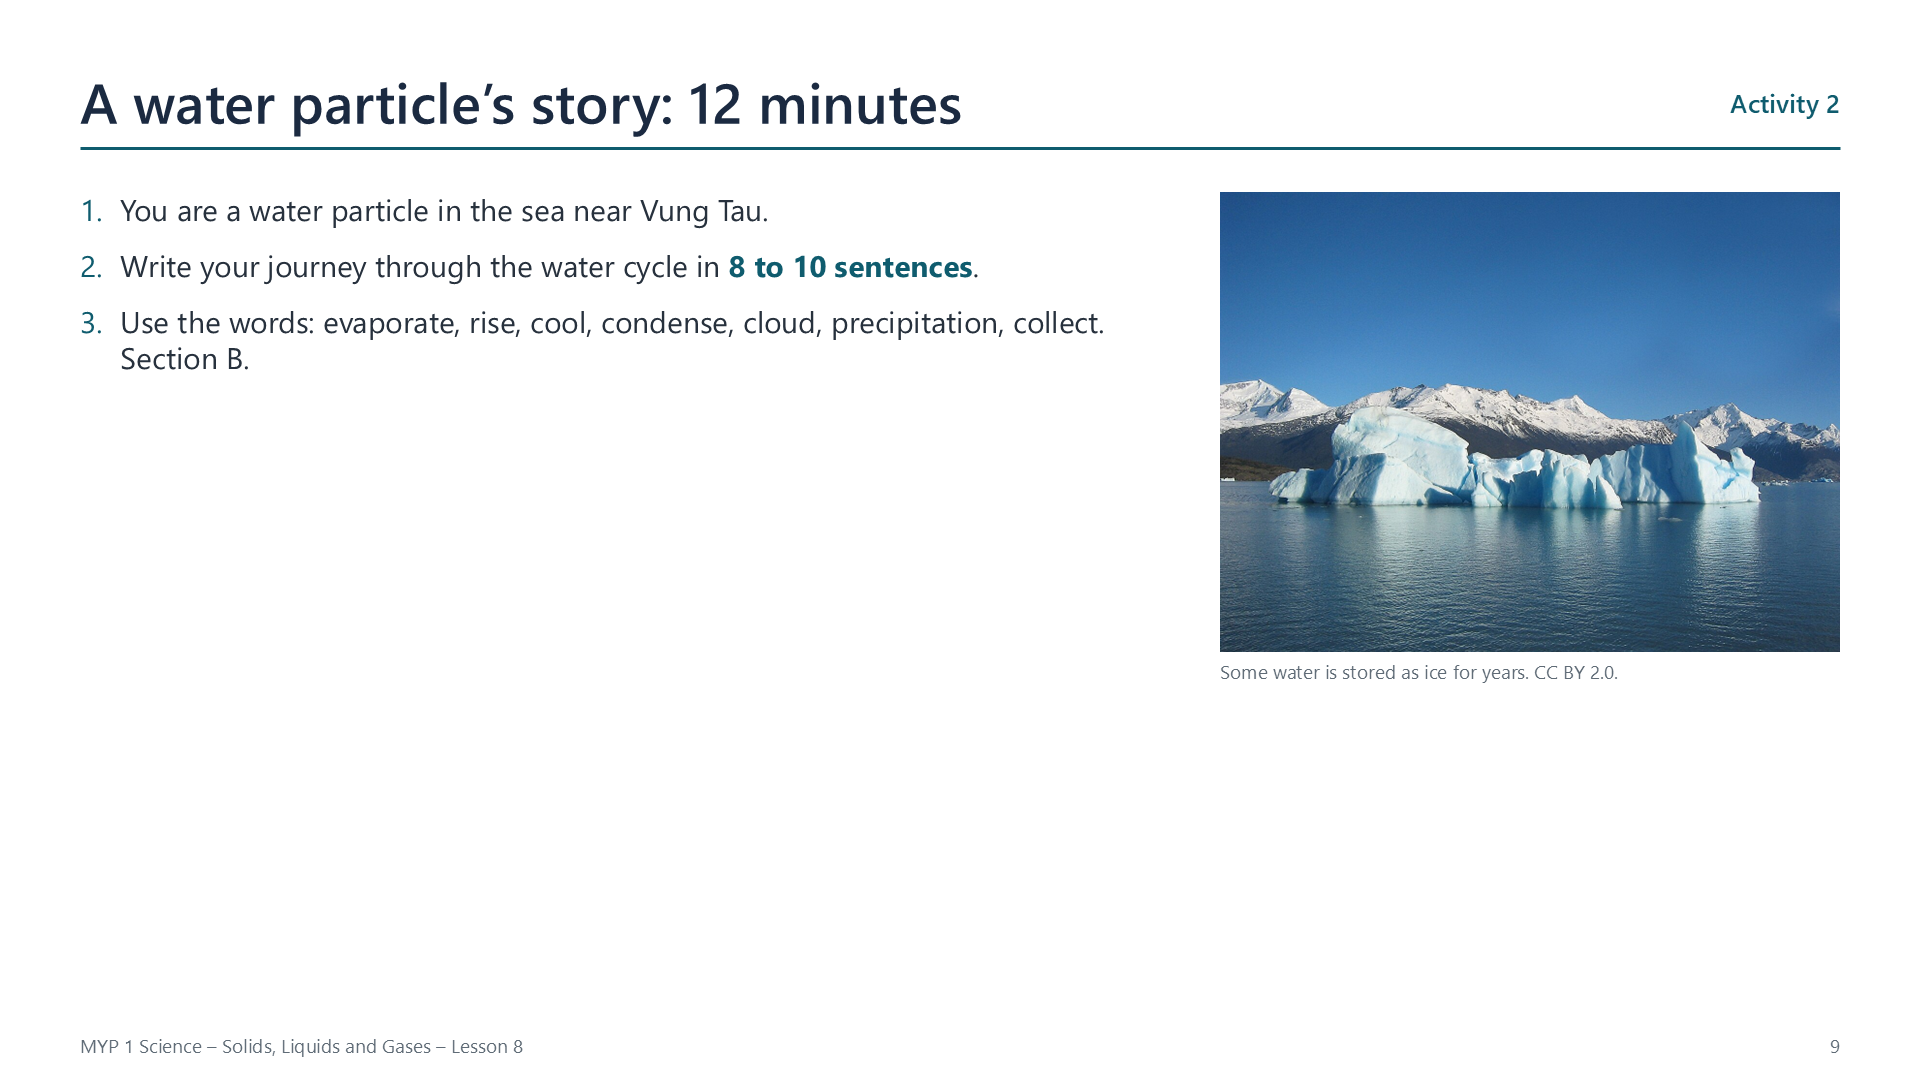 A water particle’s story: 12 minutes
Activity 2
1. You are a water particle in the sea near Vung Tau.
2. Write your journey through the water cycle in 8 to 10 sentences.
3. Use the words: evaporate, rise, cool, condense, cloud, precipitation, collect.
Section B.
Some water is stored as ice for years. CC BY 2.0.
MYP 1 Science – Solids, Liquids and Gases – Lesson 8
9